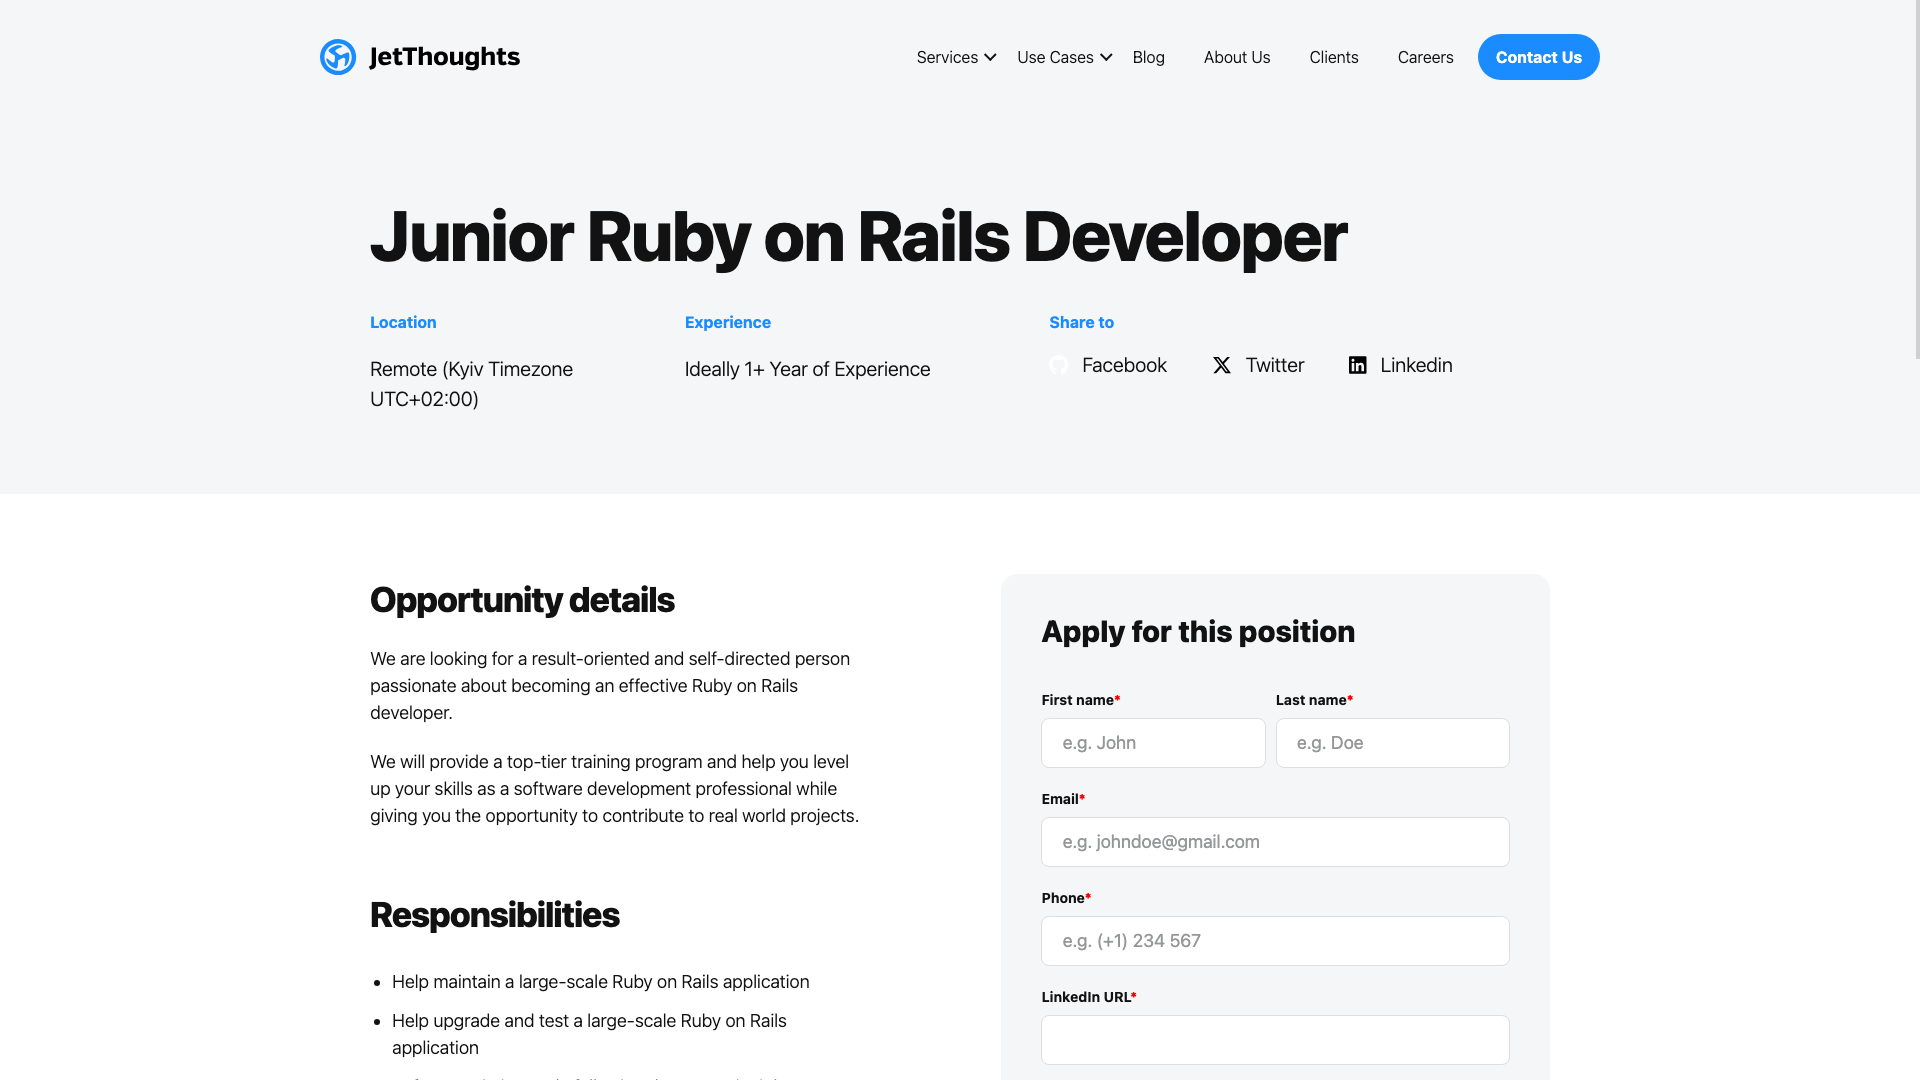 JetThoughts
Services
Use Cases
Blog
About Us
Clients
Careers
Contact Us
Junior Ruby on Rails Developer
Location
Remote (Kyiv Timezone
UTC+02:00)
Experience
Ideally 1+ Year of Experience
Share to
Facebook
Twitter
Linkedin
Opportunity details
We are looking for a result-oriented and self-directed person
passionate about becoming an effective Ruby on Rails
developer.
We will provide a top-tier training program and help you level
up your skills as a software development professional while
giving you the opportunity to contribute to real world projects.
Responsibilities
Help maintain a large-scale Ruby on Rails application
Help upgrade and test a large-scale Ruby on Rails
application
Apply for this position
First name*
e.g. John
Last name*
e.g. Doe
Email*
e.g. johndoe@gmail.com
Phone*
e.g. (+1) 234 567
LinkedIn URL*